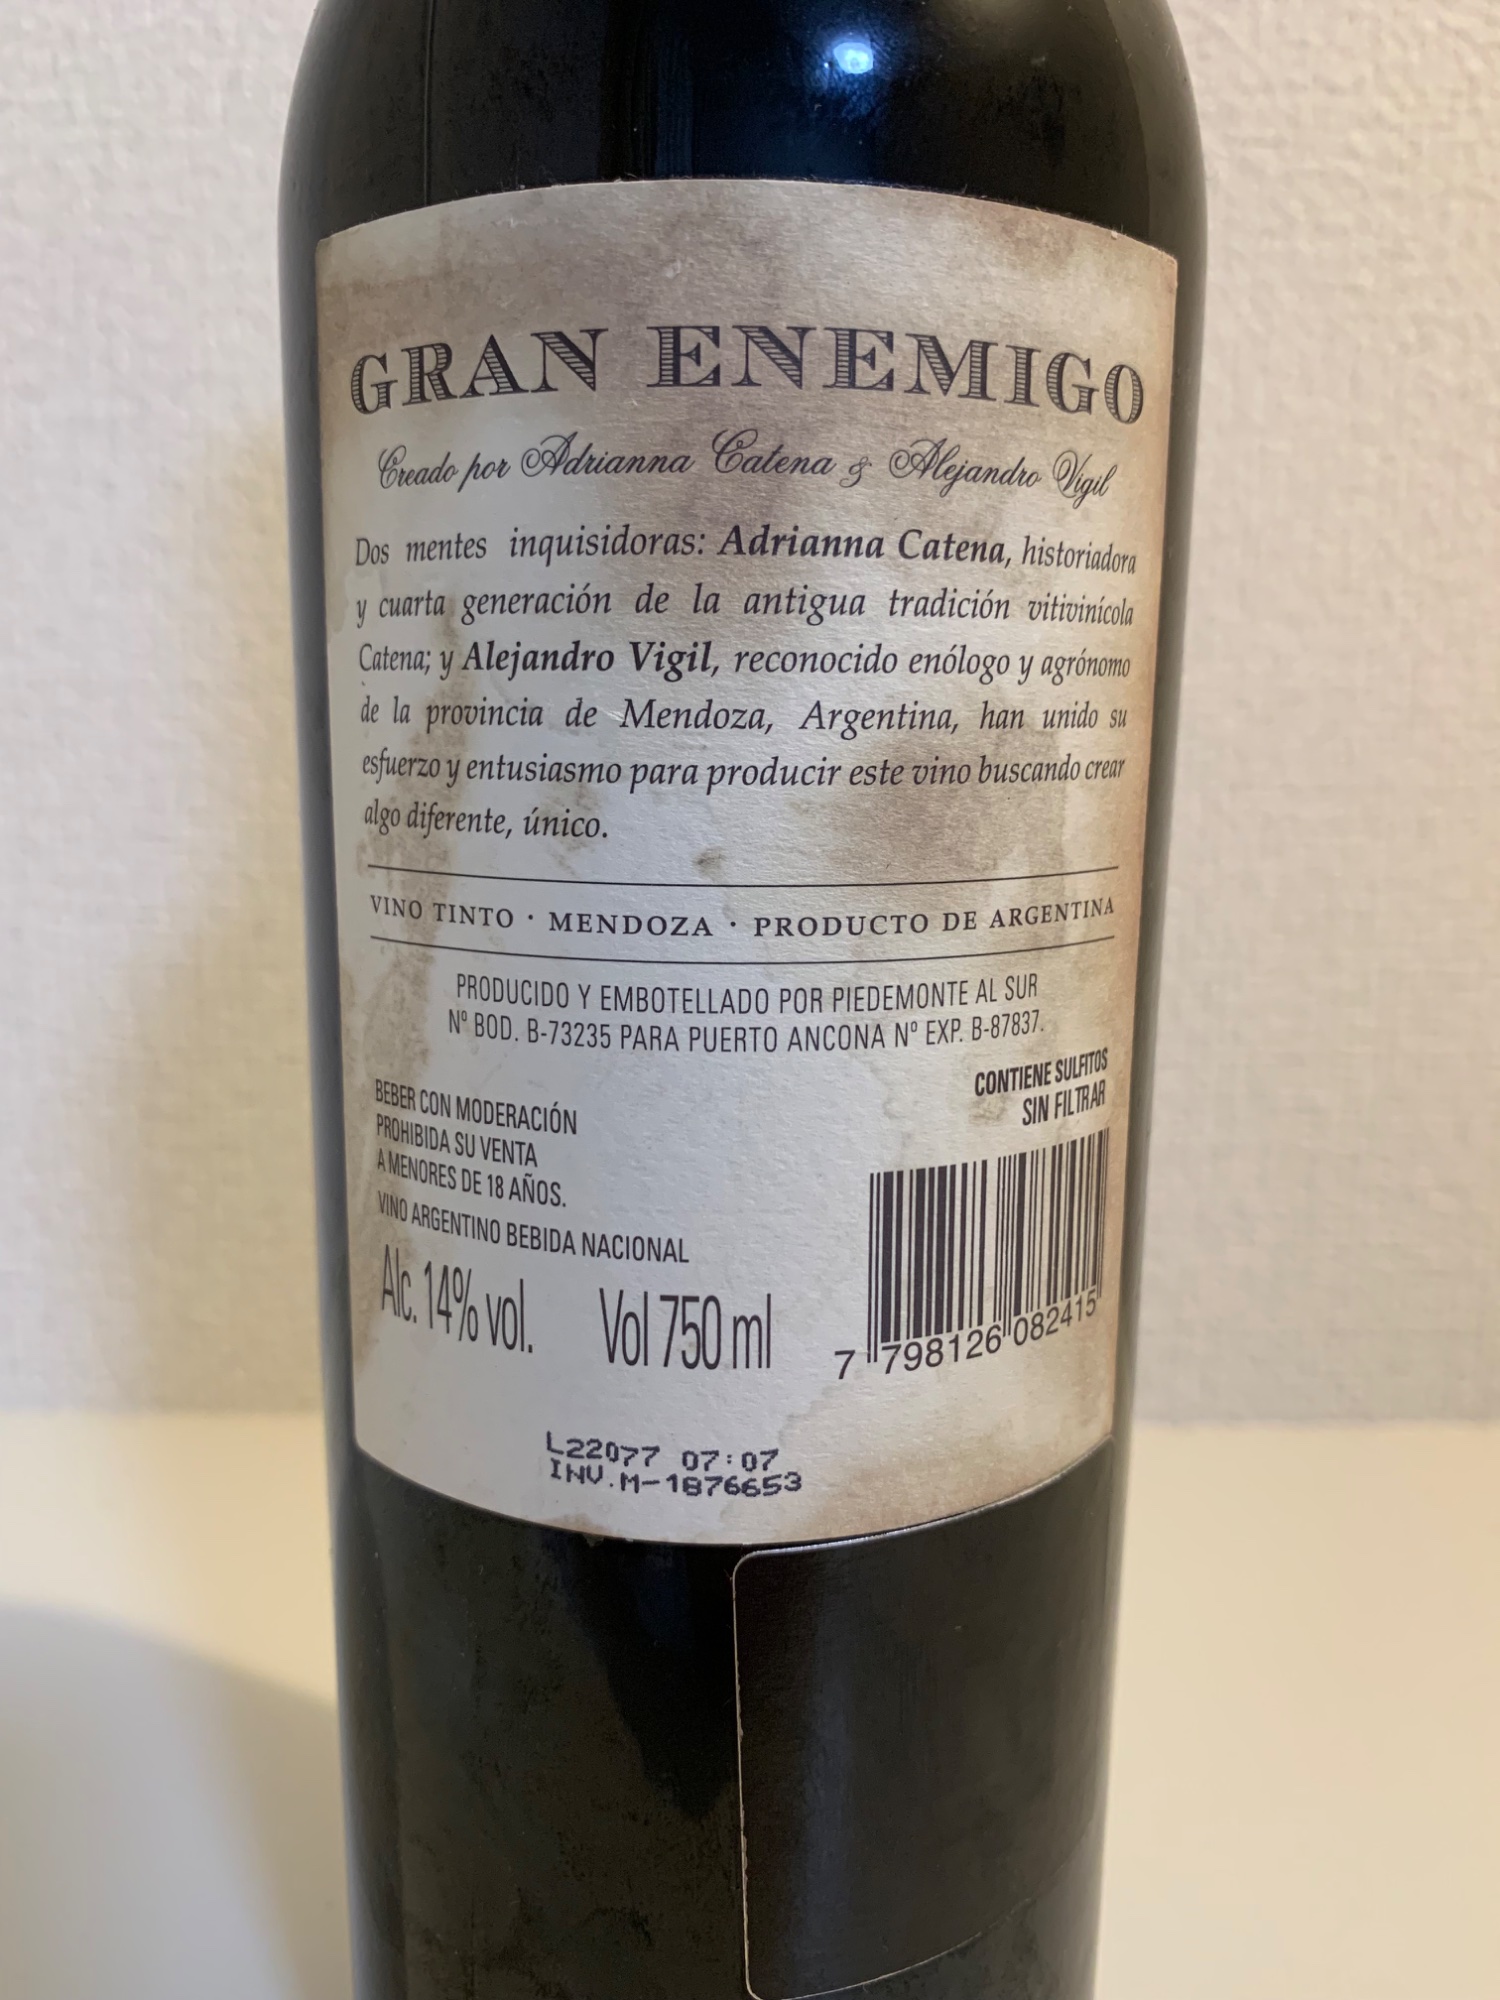 GRAN ENEMIGO
Creado por Adrianna Catena & Alejandro Vigil
Dos mentes inquisidoras: Adrianna Catena, historiadora
y cuarta generación de la antigua tradición vitivinícola
Catena; y Alejandro Vigil, reconocido enólogo y agrónomo
de la provincia de Mendoza, Argentina, han unido su
esfuerzo y entusiasmo para producir este vino buscando crear
algo diferente, único.
VINO TINTO · MENDOZA · PRODUCTO DE ARGENTINA
PRODUCIDO Y EMBOTELLADO POR PIEDEMONTE AL SUR
Nº BOD. B-73235 PARA PUERTO ANCONA Nº EXP. B-87837.
CONTIENE SULFITOS
SIN FILTRAR
BEBER CON MODERACIÓN
PROHIBIDA SU VENTA
A MENORES DE 18 AÑOS.
VINO ARGENTINO BEBIDA NACIONAL
Alc. 14% vol. Vol 750 ml
7 798126 082415
L22077 07:07
INV.M-1876653